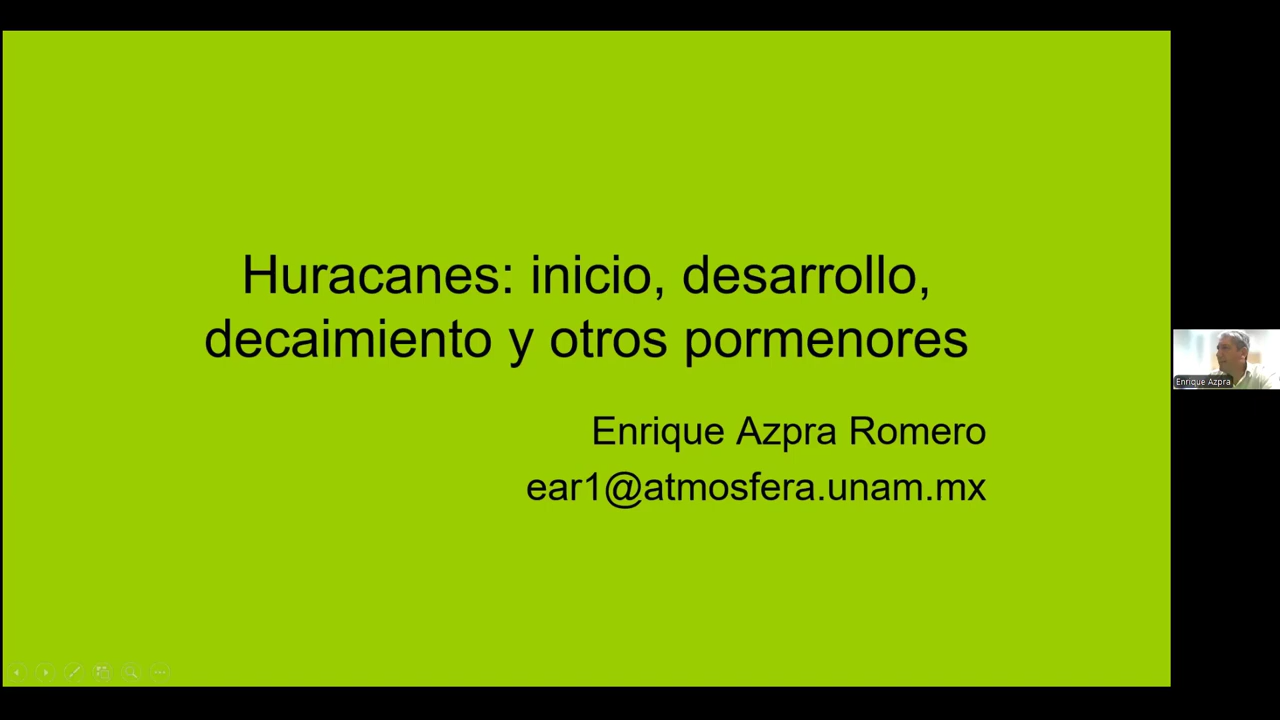 Huracanes: inicio, desarrollo,
decaimiento y otros pormenores
Enrique Azpra Romero
ear1@atmosfera.unam.mx
Enrique Azpra